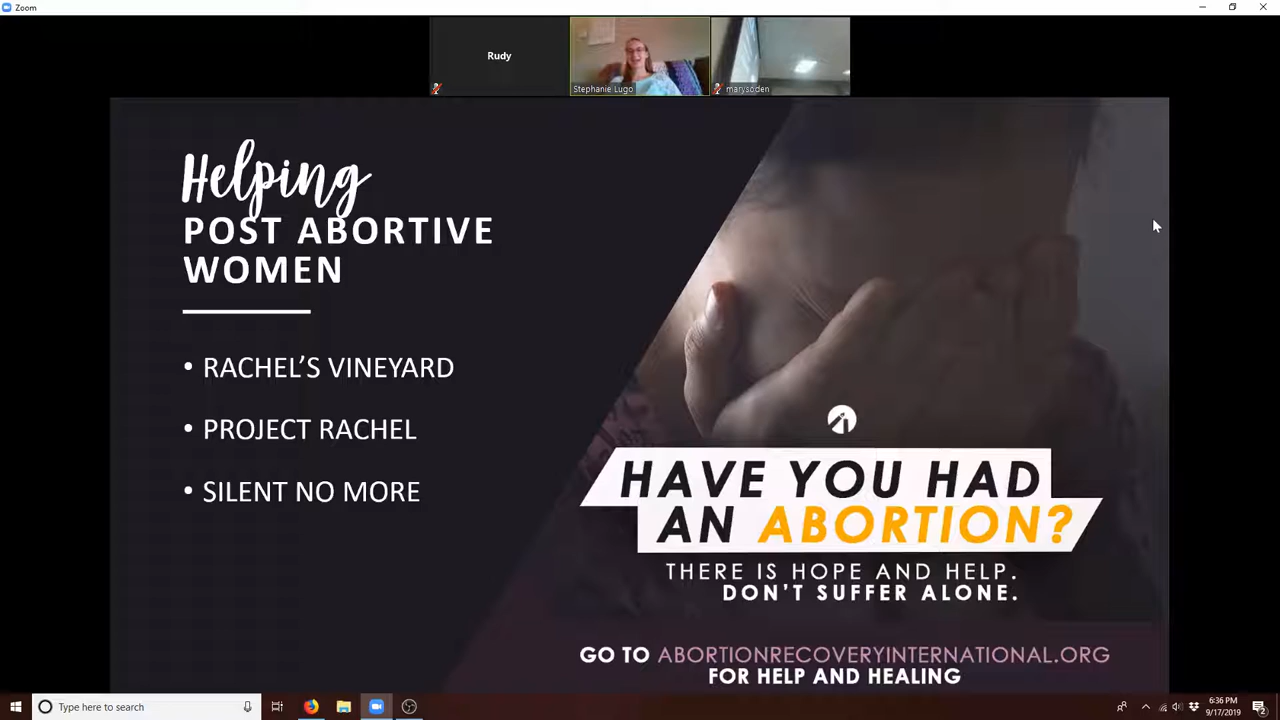 Zoom
Rudy
Stephanie Lugo
marysoden
Helping
POST ABORTIVE
WOMEN
• RACHEL’S VINEYARD
• PROJECT RACHEL
• SILENT NO MORE
HAVE YOU HAD
AN ABORTION?
THERE IS HOPE AND HELP.
DON'T SUFFER ALONE.
GO TO ABORTIONRECOVERYINTERNATIONAL.ORG
FOR HELP AND HEALING
Type here to search
6:36 PM
9/17/2019
2